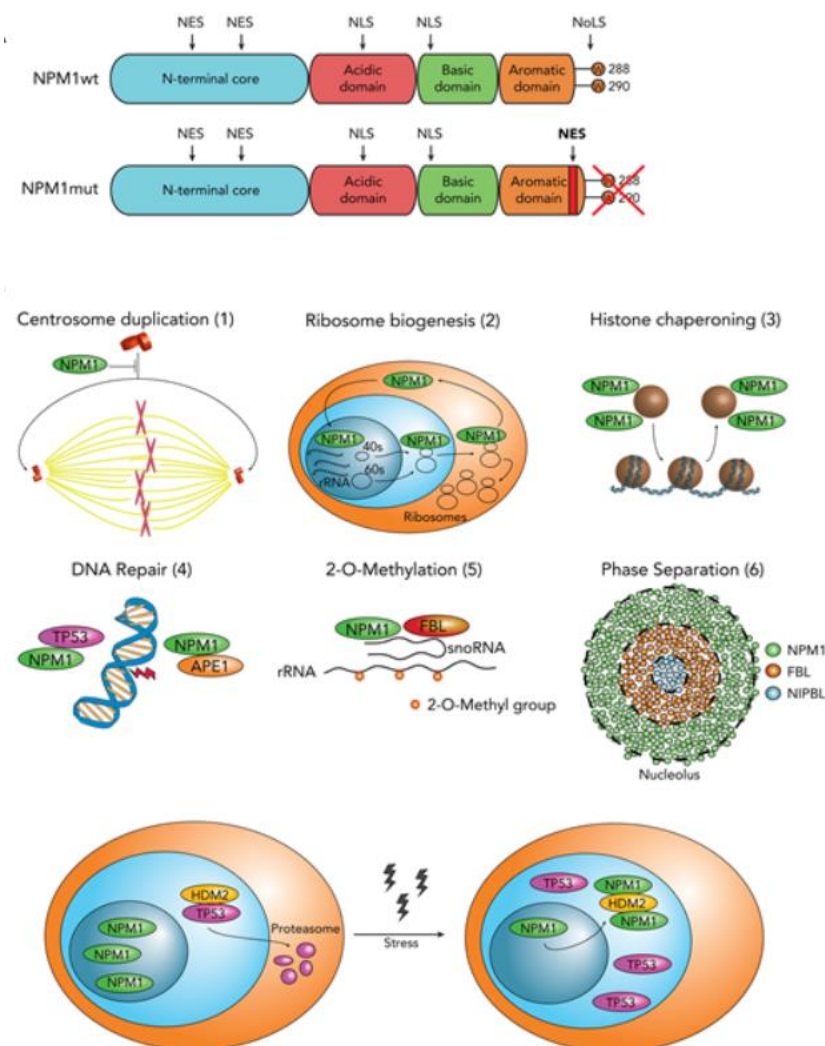 NES NES NLS NLS NoLS
NPM1wt N-terminal core Acidic domain Basic domain Aromatic domain W 288
W 290
NES NES NLS NLS NES
NPM1mut N-terminal core Acidic domain Basic domain Aromatic domain 288
290
Centrosome duplication (1)
NPM1
Ribosome biogenesis (2)
NPM1
NPM1 NPM1 NPM1
40s
60s
rRNA
Ribosomes
Histone chaperoning (3)
NPM1 NPM1
NPM1 NPM1
DNA Repair (4)
TP53
NPM1
NPM1
APE1
2-O-Methylation (5)
NPM1 FBL
snoRNA
rRNA
2-O-Methyl group
Phase Separation (6)
NPM1
FBL
NIPBL
Nucleolus
HDM2
TP53
NPM1
NPM1
NPM1
Proteasome
Stress
TP53 NPM1
HDM2
NPM1 NPM1
TP53
TP53